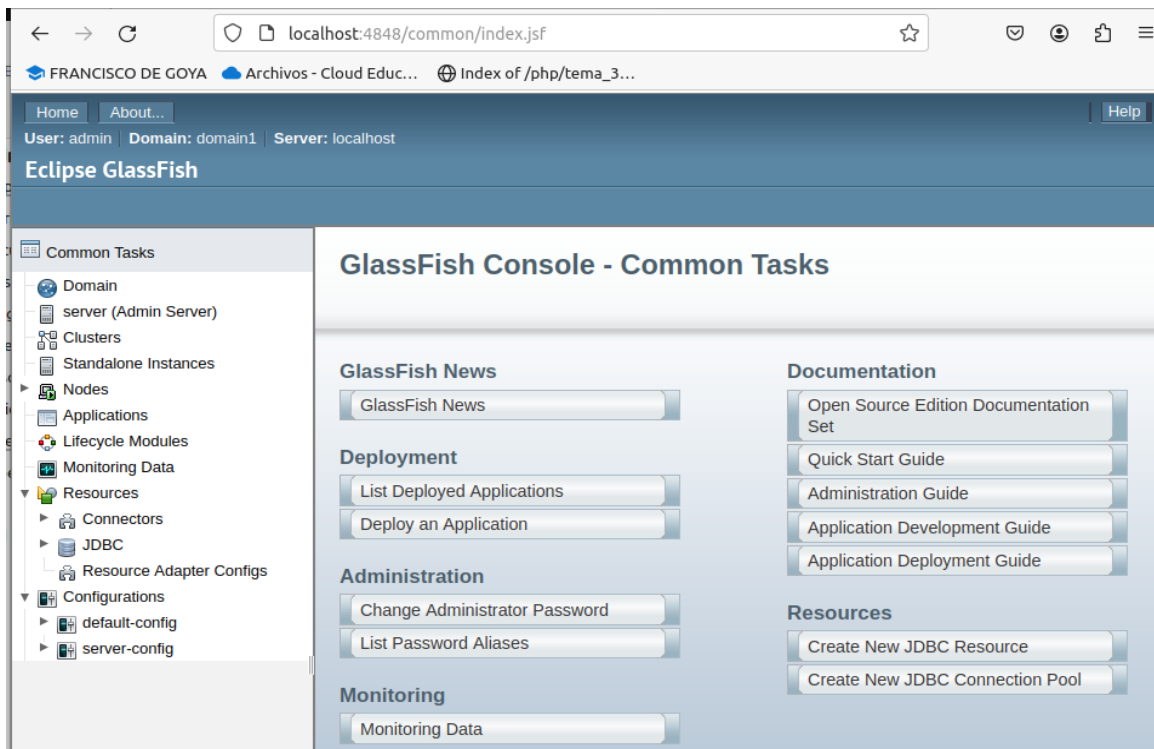 localhost:4848/common/index.jsf
FRANCISCO DE GOYA Archivos - Cloud Educ... Index of /php/tema_3...
Home About... Help
User: admin Domain: domain1 Server: localhost
Eclipse GlassFish
Common Tasks
Domain
server (Admin Server)
Clusters
Standalone Instances
Nodes
Applications
Lifecycle Modules
Monitoring Data
Resources
Connectors
JDBC
Resource Adapter Configs
Configurations
default-config
server-config
GlassFish Console - Common Tasks
GlassFish News
GlassFish News
Deployment
List Deployed Applications
Deploy an Application
Administration
Change Administrator Password
List Password Aliases
Monitoring
Monitoring Data
Documentation
Open Source Edition Documentation
Set
Quick Start Guide
Administration Guide
Application Development Guide
Application Deployment Guide
Resources
Create New JDBC Resource
Create New JDBC Connection Pool